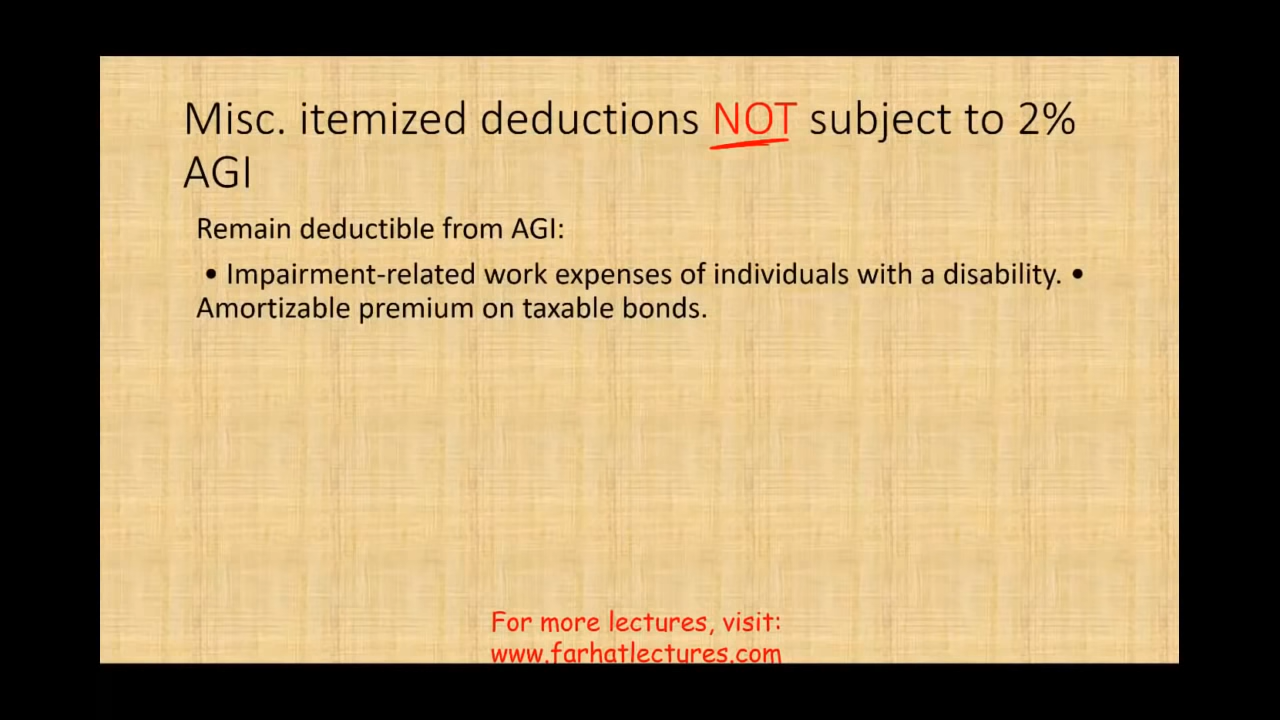 Misc. itemized deductions NOT subject to 2%
AGI
Remain deductible from AGI:
• Impairment-related work expenses of individuals with a disability. •
Amortizable premium on taxable bonds.
For more lectures, visit:
www.farhatlectures.com